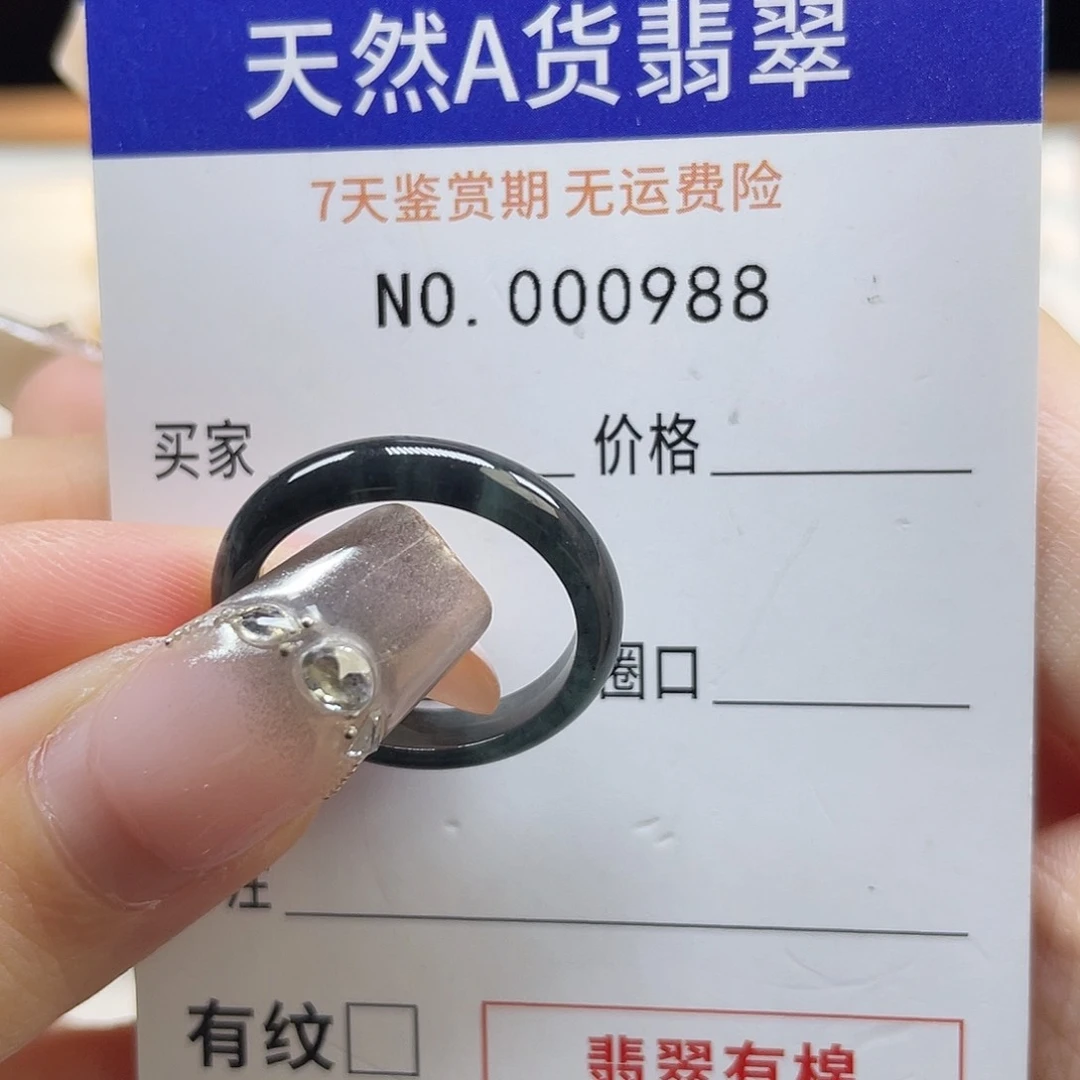 天然A货翡翠
7天鉴赏期 无运费险
NO. 000988
买家 价格
圈口
注
有纹
翡翠有棉